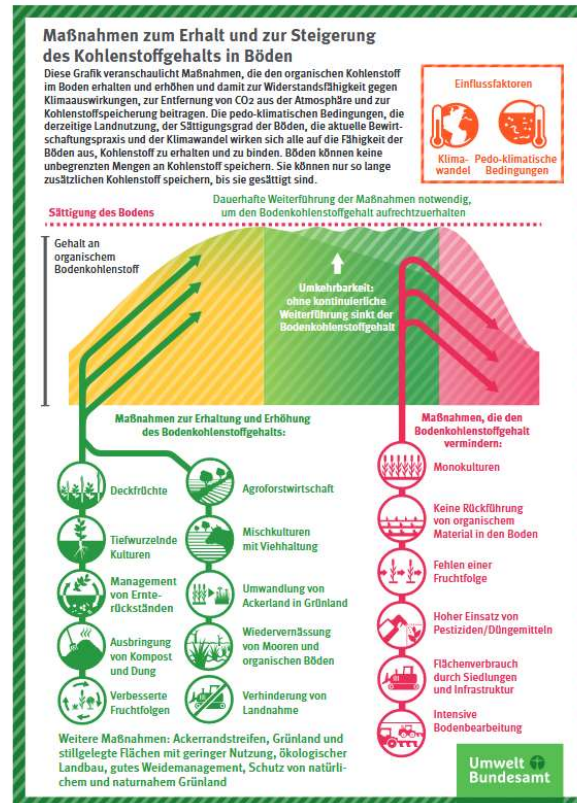 Maßnahmen zum Erhalt und zur Steigerung
des Kohlenstoffgehalts in Böden
Diese Grafik veranschaulicht Maßnahmen, die den organischen Kohlenstoff
im Boden erhalten und erhöhen und damit zur Widerstandsfähigkeit gegen
Klimaauswirkungen, zur Entfernung von CO2 aus der Atmosphäre und zur
Kohlenstoffspeicherung beitragen. Die pedo-klimatischen Bedingungen, die
derzeitige Landnutzung, der Sättigungsgrad der Böden, die aktuelle Bewirt-
schaftungspraxis und der Klimawandel wirken sich alle auf die Fähigkeit der
Böden aus, Kohlenstoff zu erhalten und zu binden. Böden können keine
unbegrenzten Mengen an Kohlenstoff speichern. Sie können nur so lange
zusätzlichen Kohlenstoff speichern, bis sie gesättigt sind.
Einflussfaktoren
Klima-
wandel
Pedo-klimatische
Bedingungen
Sättigung des Bodens
Dauerhafte Weiterführung der Maßnahmen notwendig,
um den Bodenkohlenstoffgehalt aufrechtzuerhalten
Gehalt an
organischem
Bodenkohlenstoff
Umkehrbarkeit:
ohne kontinuierliche
Weiterführung sinkt der
Bodenkohlenstoffgehalt
Maßnahmen zur Erhaltung und Erhöhung
des Bodenkohlenstoffgehalts:
Deckfrüchte
Tiefwurzelnde
Kulturen
Management
von Ernte-
rückständen
Ausbringung
von Kompost
und Dung
Verbesserte
Fruchtfolgen
Agroforstwirtschaft
Mischkulturen
mit Viehhaltung
Umwandlung von
Ackerland in Grünland
Wiedervernässung
von Mooren und
organischen Böden
Verhinderung von
Landnahme
Weitere Maßnahmen: Ackerrandstreifen, Grünland und
stillgelegte Flächen mit geringer Nutzung, ökologischer
Landbau, gutes Weidemanagement, Schutz von natürli-
chem und naturnahem Grünland
Maßnahmen, die den
Bodenkohlenstoffgehalt
vermindern:
Monokulturen
Keine Rückführung
von organischem
Material in den Boden
Fehlen einer
Fruchtfolge
Hoher Einsatz von
Pestiziden/Düngemitteln
Flächenverbrauch
durch Siedlungen
und Infrastruktur
Intensive
Bodenbearbeitung
Umwelt
Bundesamt